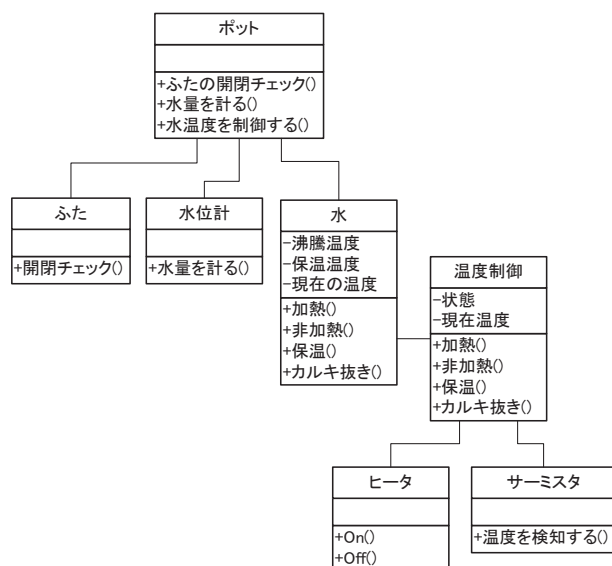 ポット
+ふたの開閉チェック()
+水量を計る()
+水温度を制御する()
ふた
+開閉チェック()
水位計
+水量を計る()
水
−沸騰温度
−保温温度
−現在の温度
+加熱()
+非加熱()
+保温()
+カルキ抜き()
温度制御
−状態
−現在温度
+加熱()
+非加熱()
+保温()
+カルキ抜き()
ヒータ
+On()
+Off()
サーミスタ
+温度を検知する()